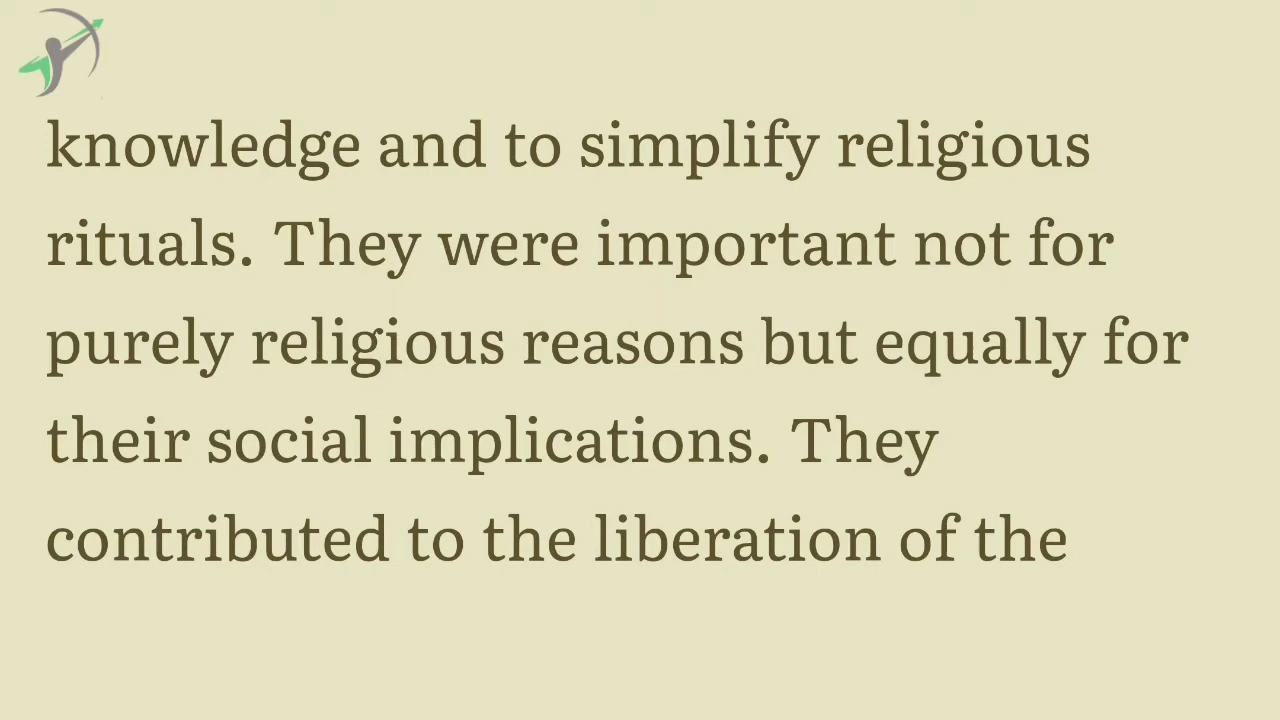 knowledge and to simplify religious
rituals. They were important not for
purely religious reasons but equally for
their social implications. They
contributed to the liberation of the